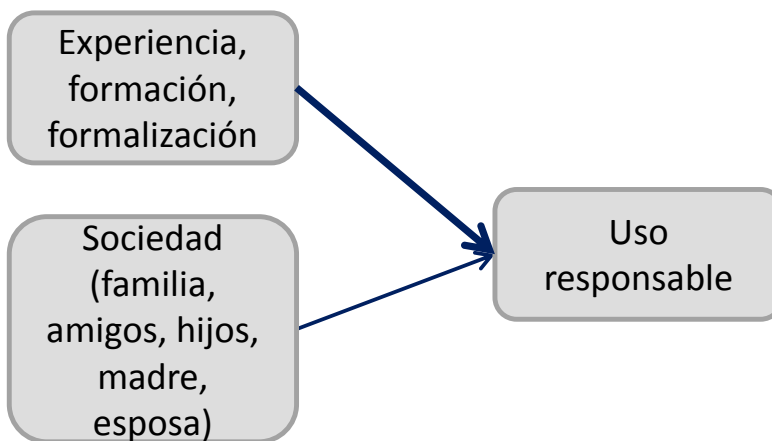 Experiencia,
formación,
formalización
Sociedad
(familia,
amigos, hijos,
madre,
esposa)
Uso
responsable